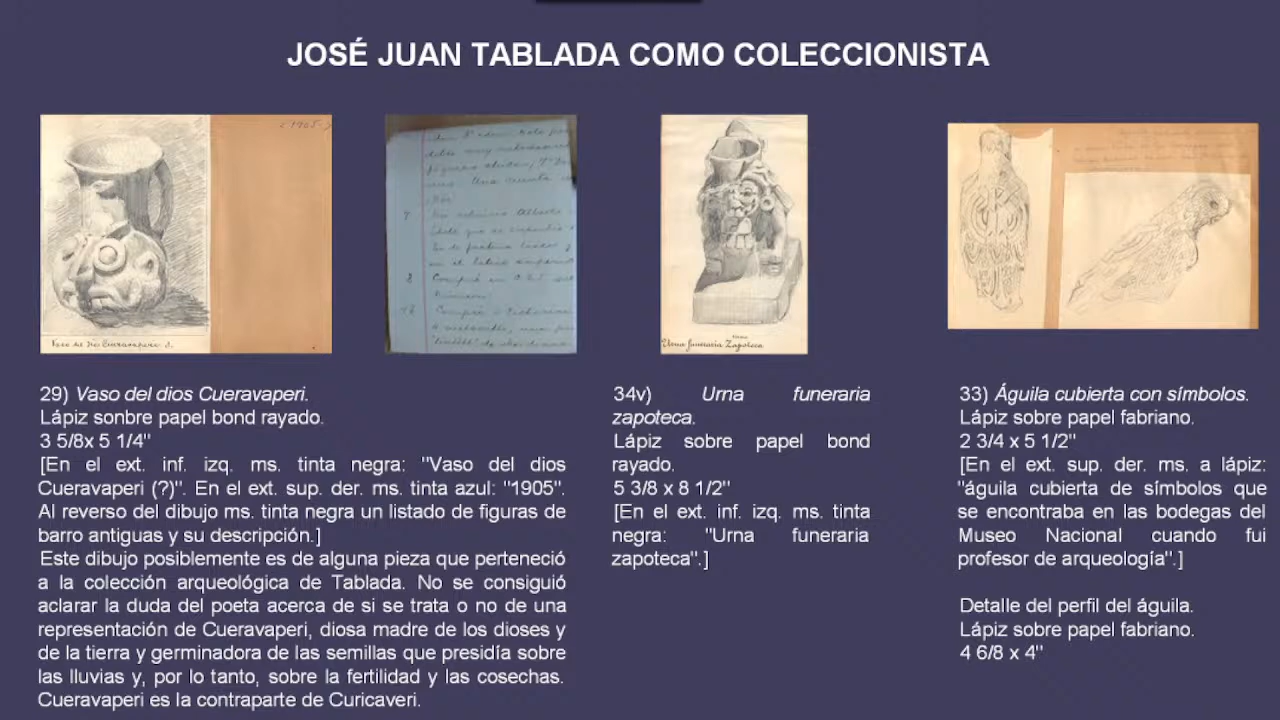 JOSÉ JUAN TABLADA COMO COLECCIONISTA
1905
Vaso del Dios Cueravaperi
Urna funeraria Zapoteca
29) Vaso del dios Cueravaperi.
Lápiz sonbre papel bond rayado.
3 5/8x 5 1/4"
[En el ext. inf. izq. ms. tinta negra: "Vaso del dios
Cueravaperi (?)". En el ext. sup. der. ms. tinta azul: "1905".
Al reverso del dibujo ms. tinta negra un listado de figuras de
barro antiguas y su descripción.]
Este dibujo posiblemente es de alguna pieza que perteneció
a la colección arqueológica de Tablada. No se consiguió
aclarar la duda del poeta acerca de si se trata o no de una
representación de Cueravaperi, diosa madre de los dioses y
de la tierra y germinadora de las semillas que presidía sobre
las lluvias y, por lo tanto, sobre la fertilidad y las cosechas.
Cueravaperi es la contraparte de Curicaveri.
34v) Urna funeraria
zapoteca.
Lápiz sobre papel bond
rayado.
5 3/8 x 8 1/2"
[En el ext. inf. izq. ms. tinta
negra: "Urna funeraria
zapoteca".]
33) Águila cubierta con símbolos.
Lápiz sobre papel fabriano.
2 3/4 x 5 1/2"
[En el ext. sup. der. ms. a lápiz:
"águila cubierta de símbolos que
se encontraba en las bodegas del
Museo Nacional cuando fui
profesor de arqueología".]
Detalle del perfil del águila.
Lápiz sobre papel fabriano.
4 6/8 x 4"